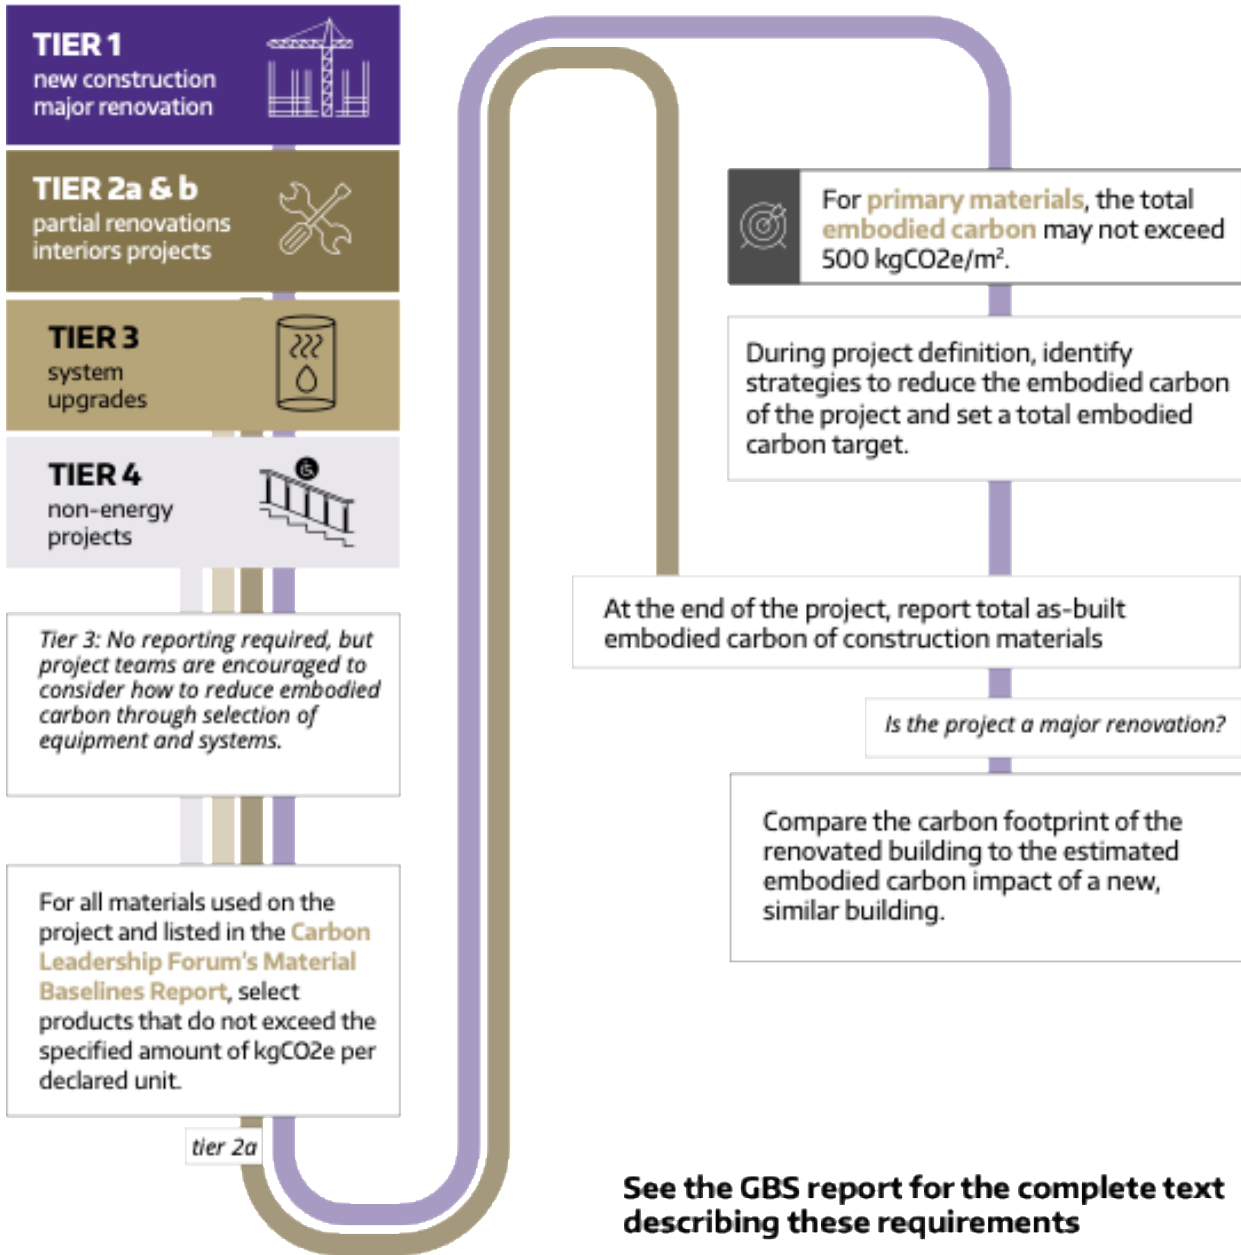 TIER 1
new construction
major renovation
TIER 2a & b
partial renovations
interiors projects
TIER 3
system
upgrades
TIER 4
non-energy
projects
Tier 3: No reporting required, but
project teams are encouraged to
consider how to reduce embodied
carbon through selection of
equipment and systems.
For all materials used on the
project and listed in the Carbon
Leadership Forum's Material
Baselines Report, select
products that do not exceed the
specified amount of kgCO2e per
declared unit.
tier 2a
For primary materials, the total
embodied carbon may not exceed
500 kgCO2e/m².
During project definition, identify
strategies to reduce the embodied carbon
of the project and set a total embodied
carbon target.
At the end of the project, report total as-built
embodied carbon of construction materials
Is the project a major renovation?
Compare the carbon footprint of the
renovated building to the estimated
embodied carbon impact of a new,
similar building.
See the GBS report for the complete text
describing these requirements